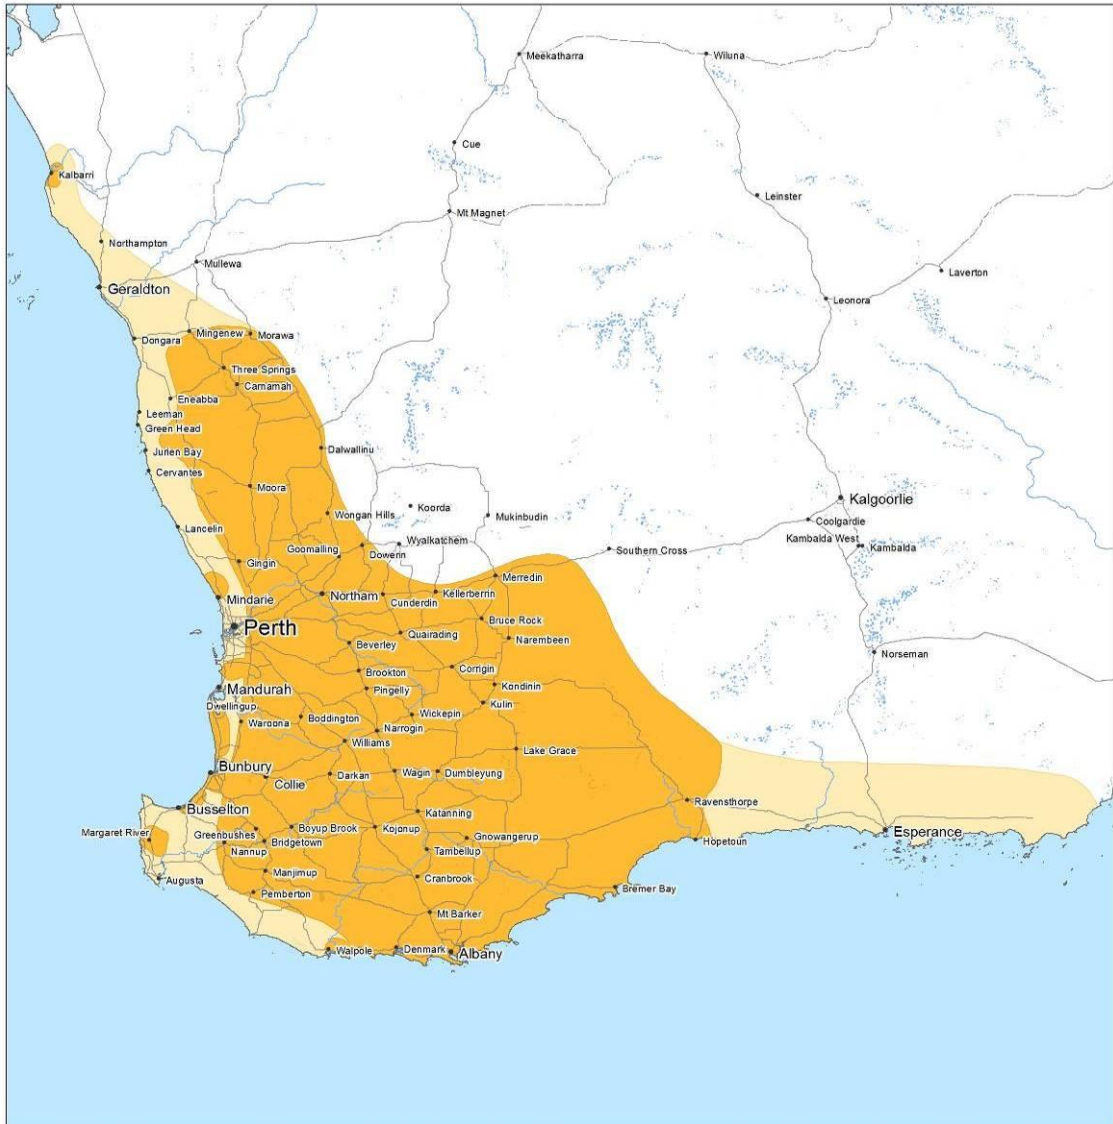 Meekatharra
Wiluna
Cue
Kalbarri
Leinster
Mt Magnet
Northampton
Mullewa
Laverton
Geraldton
Leonora
Mingenew
Morawa
Dongara
Three Springs
Carnamah
Eneabba
Leeman
Green Head
Jurien Bay
Dalwallinu
Cervantes
Moora
Kalgoorlie
Koorda
Wongan Hills
Mukinbudin
Coolgardie
Lancelin
Kambalda West
Wyalkatchem
Goomalling
Dowerin
Southern Cross
Kambalda
Gingin
Merredin
Mindarie
Northam
Kellerberrin
Cunderdin
Perth
Bruce Rock
Quairading
Narembeen
Beverley
Norseman
Brookton
Corrigin
Mandurah
Pingelly
Kondinin
Dwellingup
Kulin
Waroona
Boddington
Wickepin
Narrogin
Williams
Lake Grace
Bunbury
Darkan
Wagin
Dumbleyung
Collie
Ravensthorpe
Busselton
Katanning
Margaret River
Greenbushes
Boyup Brook
Kojonup
Esperance
Bridgetown
Gnowangerup
Hopetoun
Nannup
Tambellup
Manjimup
Cranbrook
Augusta
Bremer Bay
Pemberton
Mt Barker
Walpole
Denmark
Albany